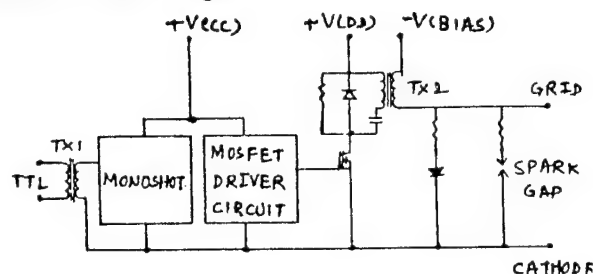 +V(CC)
+V(DD)
-V(BIAS)
TX2
GRID
TX1
TTL
MONOSHOT
MOSFET
DRIVER
CIRCUIT
SPARK
GAP
CATHODE